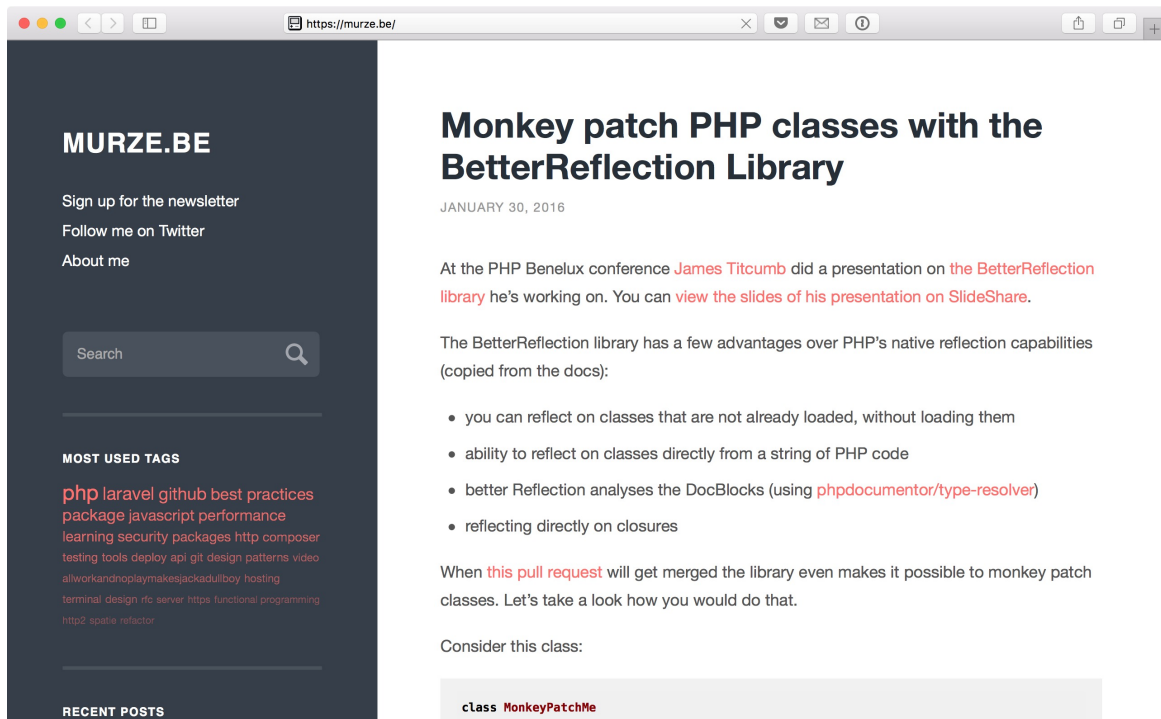 https://murze.be/
MURZE.BE
Sign up for the newsletter
Follow me on Twitter
About me
Search
MOST USED TAGS
php laravel github best practices
package javascript performance
learning security packages http composer
testing tools deploy api git design patterns video
allworkandnoplaymakesjackadullboy hosting
terminal design rfc server https functional programming
http2 spatie refactor
RECENT POSTS
Monkey patch PHP classes with the
BetterReflection Library
JANUARY 30, 2016
At the PHP Benelux conference James Titcumb did a presentation on the BetterReflection
library he’s working on. You can view the slides of his presentation on SlideShare.
The BetterReflection library has a few advantages over PHP’s native reflection capabilities
(copied from the docs):
• you can reflect on classes that are not already loaded, without loading them
• ability to reflect on classes directly from a string of PHP code
• better Reflection analyses the DocBlocks (using phpdocumentor/type-resolver)
• reflecting directly on closures
When this pull request will get merged the library even makes it possible to monkey patch
classes. Let’s take a look how you would do that.
Consider this class:
class MonkeyPatchMe